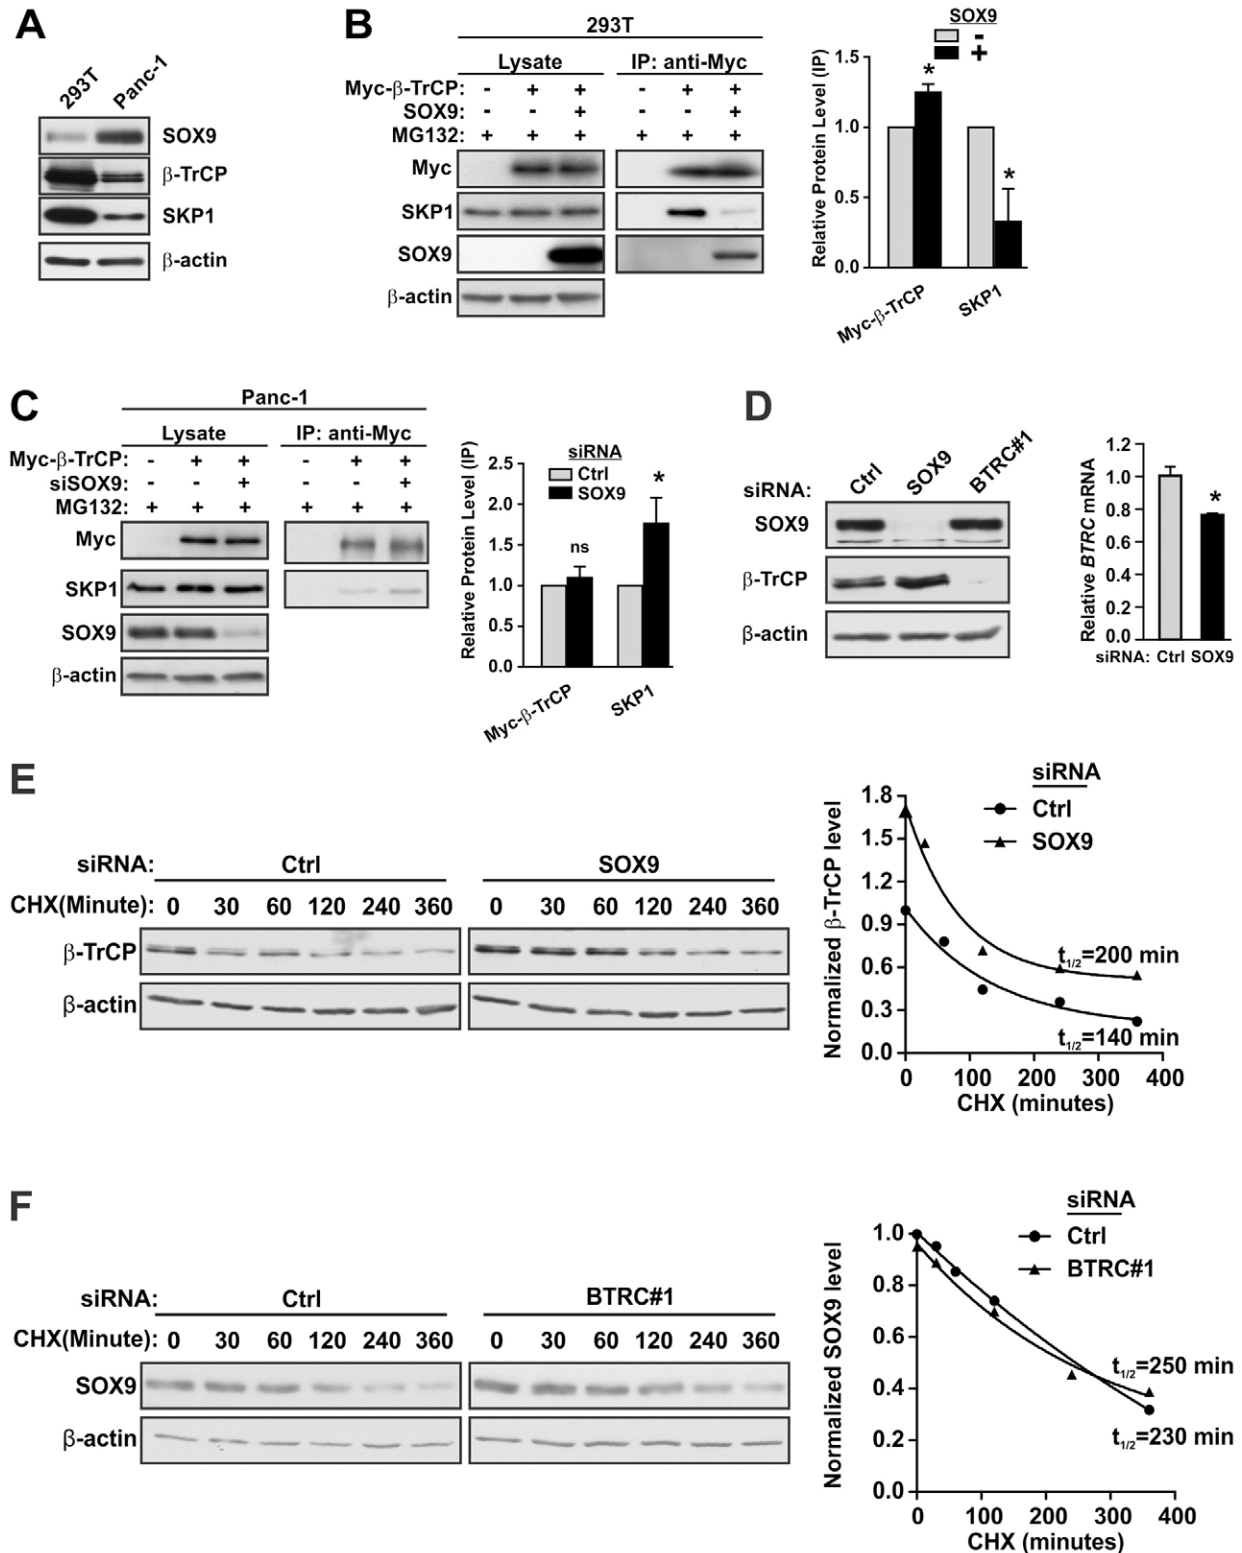 A
293T Panc-1
SOX9
β-TrCP
SKP1
β-actin
B
293T
Lysate IP: anti-Myc
Myc-β-TrCP: - + + - + +
SOX9: - - + - - +
MG132: + + + + + +
Myc
SKP1
SOX9
β-actin
SOX9
-
+
Relative Protein Level (IP)
1.5
1.0
0.5
0.0
* *
Myc-β-TrCP SKP1
C
Panc-1
Lysate IP: anti-Myc
Myc-β-TrCP: - + + - + +
siSOX9: - - + - - +
MG132: + + + + + +
Myc
SKP1
SOX9
β-actin
Relative Protein Level (IP)
2.5
2.0
1.5
1.0
0.5
0.0
siRNA
Ctrl
SOX9
ns *
Myc-β-TrCP SKP1
D
siRNA: Ctrl SOX9 BTRC#1
SOX9
β-TrCP
β-actin
Relative BTRC mRNA
1.2
1.0
0.8
0.6
0.4
0.2
0.0
*
siRNA: Ctrl SOX9
E
siRNA: Ctrl SOX9
CHX(Minute): 0 30 60 120 240 360 0 30 60 120 240 360
β-TrCP
β-actin
siRNA
Ctrl
SOX9
Normalized β-TrCP level
1.8
1.5
1.2
0.9
0.6
0.3
0.0
t1/2=200 min
t1/2=140 min
0 100 200 300 400
CHX (minutes)
F
siRNA: Ctrl BTRC#1
CHX(Minute): 0 30 60 120 240 360 0 30 60 120 240 360
SOX9
β-actin
siRNA
Ctrl
BTRC#1
Normalized SOX9 level
1.0
0.8
0.6
0.4
0.2
0.0
t1/2=250 min
t1/2=230 min
0 100 200 300 400
CHX (minutes)